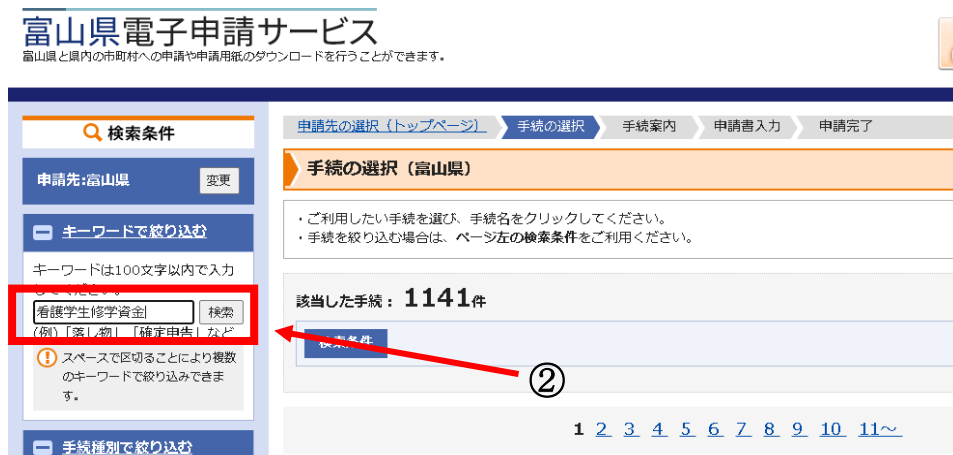 富山県電子申請サービス
富山県と県内の市町村への申請や申請用紙のダウンロードを行うことができます。
検索条件
申請先:富山県
変更
キーワードで絞り込む
キーワードは100文字以内で入力
してください。
看護学生修学資金
検索
(例)「落し物」「確定申告」など
スペースで区切ることにより複数
のキーワードで絞り込みできま
す。
手続種別で絞り込む
申請先の選択（トップページ）
手続の選択
手続案内
申請書入力
申請完了
手続の選択（富山県）
・ご利用したい手続を選び、手続名をクリックしてください。
・手続を絞り込む場合は、ページ左の検索条件をご利用ください。
該当した手続： 1141件
検索条件
②
1 2 3 4 5 6 7 8 9 10 11～